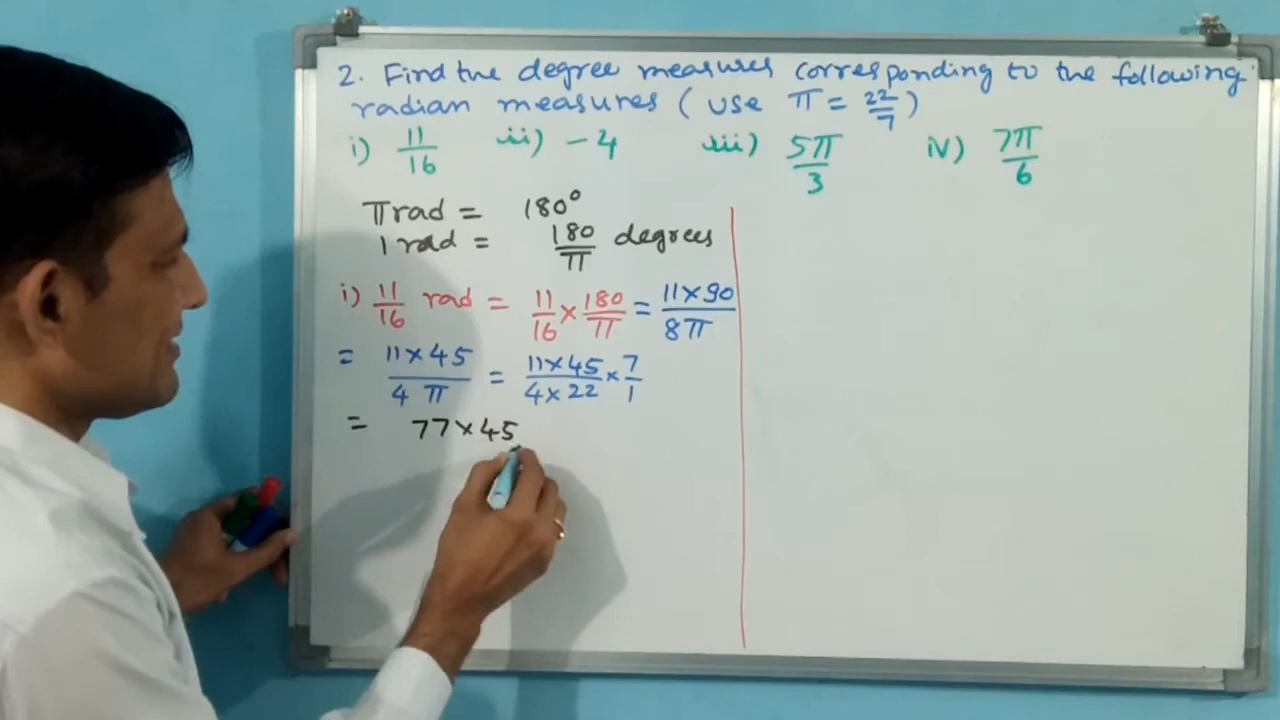 2. Find the degree measures corresponding to the following
radian measures ( use π = 22/7 )
i) 11/16 ii) -4 iii) 5π/3 iv) 7π/6
π rad = 180°
1 rad = 180/π degrees
i) 11/16 rad = 11/16 × 180/π = 11×90/8π
= 11×45/4π = 11×45/4×22 × 7/1
= 77×45